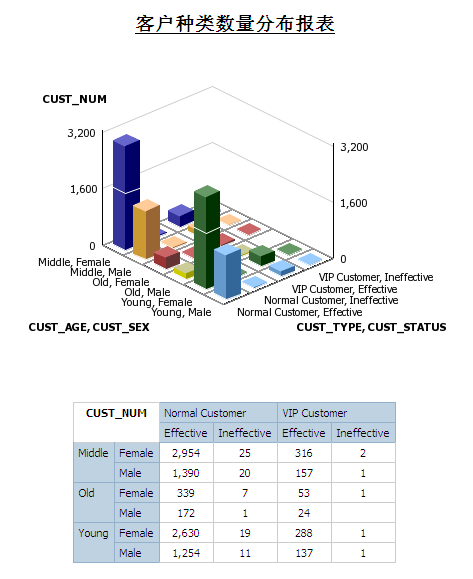 客户种类数量分布报表
CUST_NUM
3,200
3,200
1,600
1,600
0
0
Middle, Female
Middle, Male
Old, Female
Old, Male
Young, Female
Young, Male
VIP Customer, Ineffective
VIP Customer, Effective
Normal Customer, Ineffective
Normal Customer, Effective
CUST_AGE, CUST_SEX
CUST_TYPE, CUST_STATUS
CUST_NUM Normal Customer VIP Customer
Effective Ineffective Effective Ineffective
Middle Female 2,954 25 316 2
Male 1,390 20 157 1
Old Female 339 7 53 1
Male 172 1 24
Young Female 2,630 19 288 1
Male 1,254 11 137 1